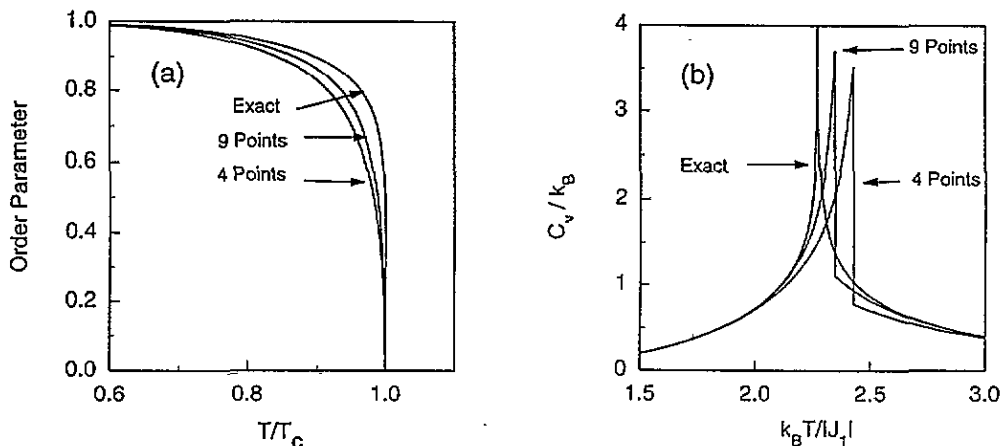 1.0
0.8
0.6
0.4
0.2
0.0
Order Parameter
(a)
Exact
9 Points
4 Points
0.6
0.8
1.0
T/T_c
4
3
2
1
0
C_v / k_B
(b)
9 Points
Exact
4 Points
1.5
2.0
2.5
3.0
k_BT/|J_1|